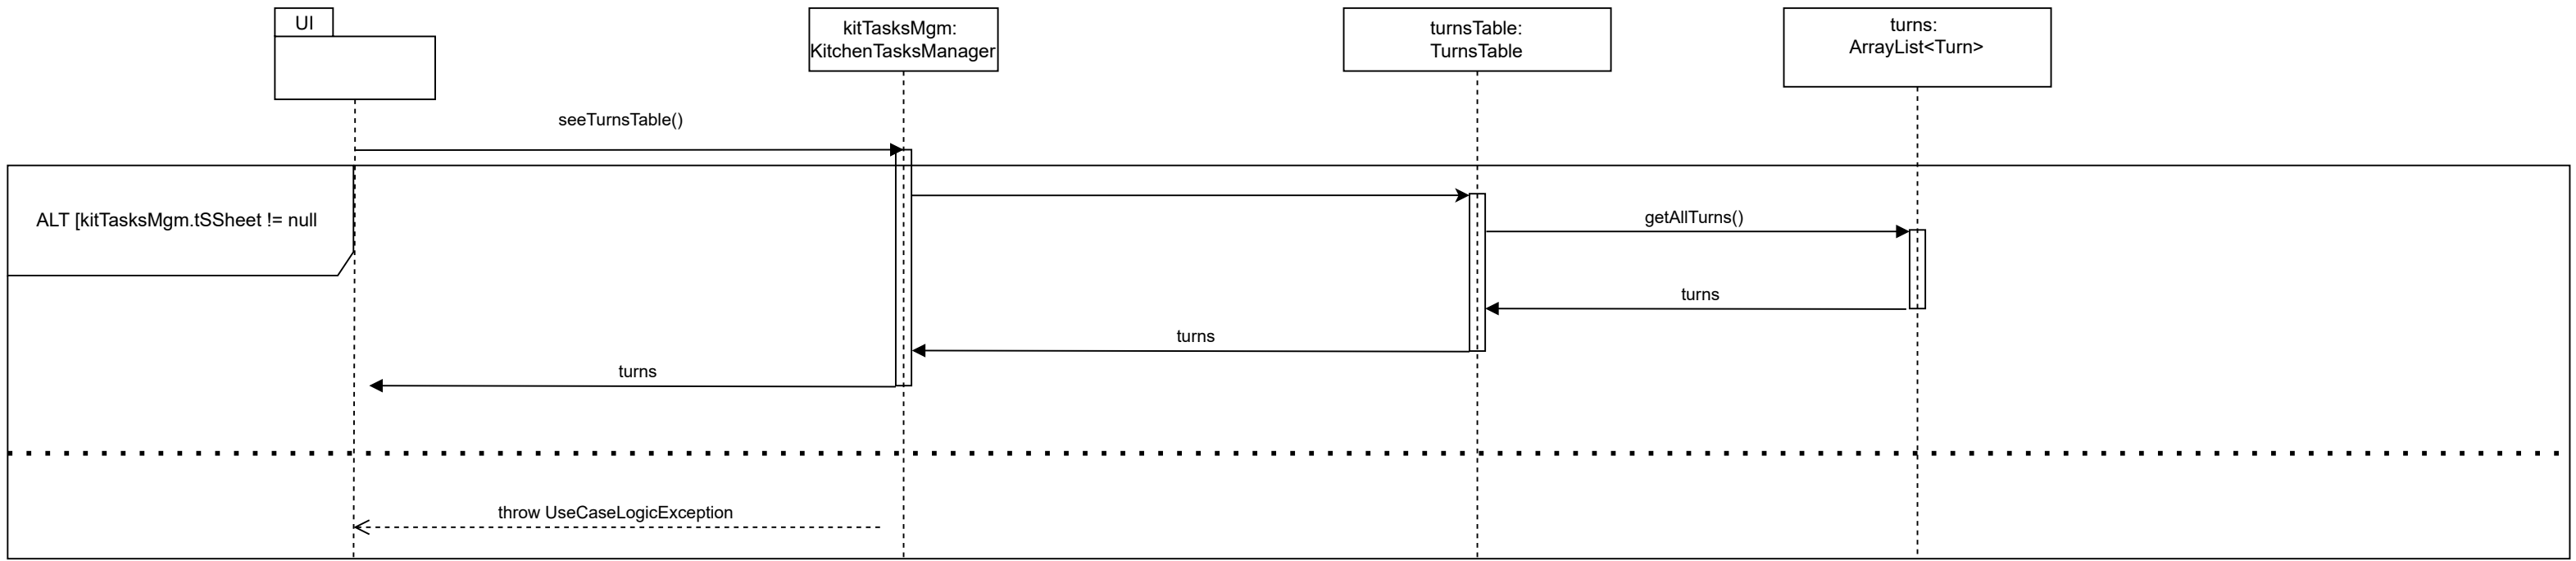 UI
kitTasksMgm:
KitchenTasksManager
turnsTable:
TurnsTable
turns:
ArrayList<Turn>
seeTurnsTable()
ALT [kitTasksMgm.tSSheet != null
getAllTurns()
turns
turns
turns
throw UseCaseLogicException